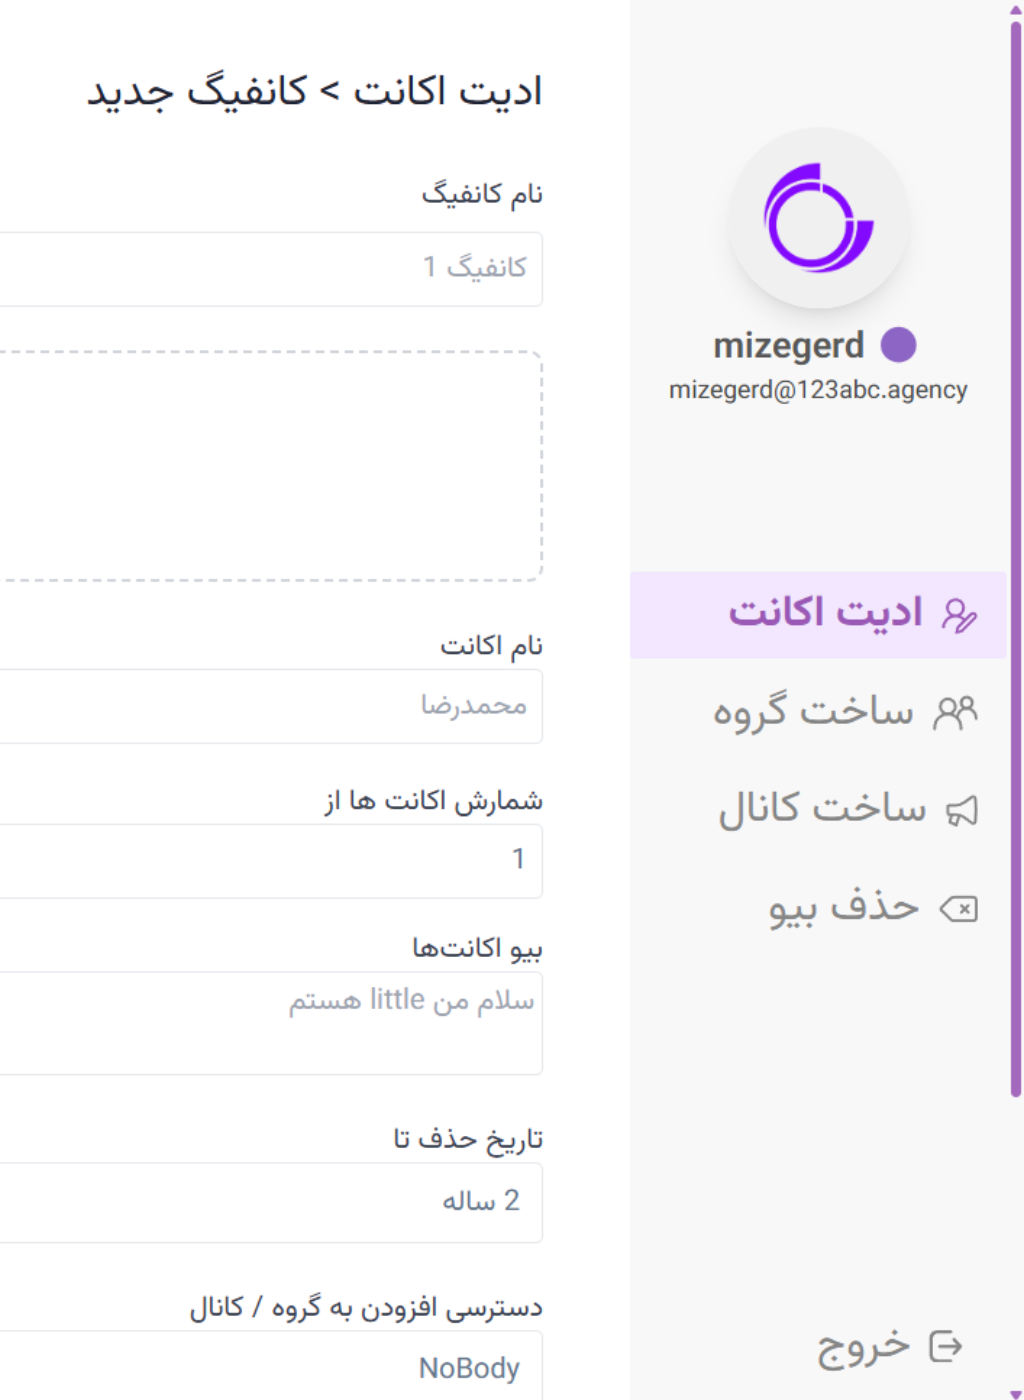 mizegerd
mizegerd@123abc.agency
ادیت اکانت
ساخت گروه
ساخت کانال
حذف بیو
خروج
ادیت اکانت > کانفیگ جدید
نام کانفیگ
کانفیگ 1
نام اکانت
محمدرضا
شمارش اکانت ها از
1
بیو اکانت‌ها
سلام من little هستم
تاریخ حذف تا
2 ساله
دسترسی افزودن به گروه / کانال
NoBody